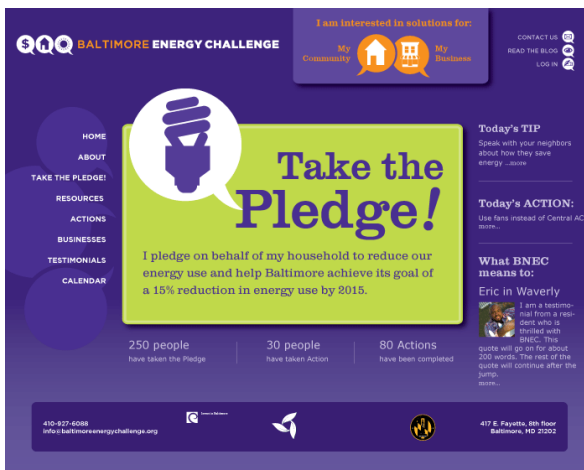 I am interested in solutions for:
BALTIMORE ENERGY CHALLENGE
My Community
My Business
CONTACT US
READ THE BLOG
LOG IN
HOME
ABOUT
TAKE THE PLEDGE!
RESOURCES
ACTIONS
BUSINESSES
TESTIMONIALS
CALENDAR
Take the
Pledge!
I pledge on behalf of my household to reduce our
energy use and help Baltimore achieve its goal of
a 15% reduction in energy use by 2015.
250 people
have taken the Pledge
30 people
have taken Action
80 Actions
have been completed
Today's TIP
Speak with your neighbors
about how they save
energy ...more
Today's ACTION:
Use fans instead of Central AC
more...
What BNEC
means to:
Eric in Waverly
I am a testimo-
nial from a resi-
dent who is
thrilled with
BNEC. This
quote will go on for about
200 words. The rest of the
quote will continue after the
jump.
more...
410-927-6088
info@baltimoreenergychallenge.org
417 E. Fayette, 8th floor
Baltimore, MD 21202